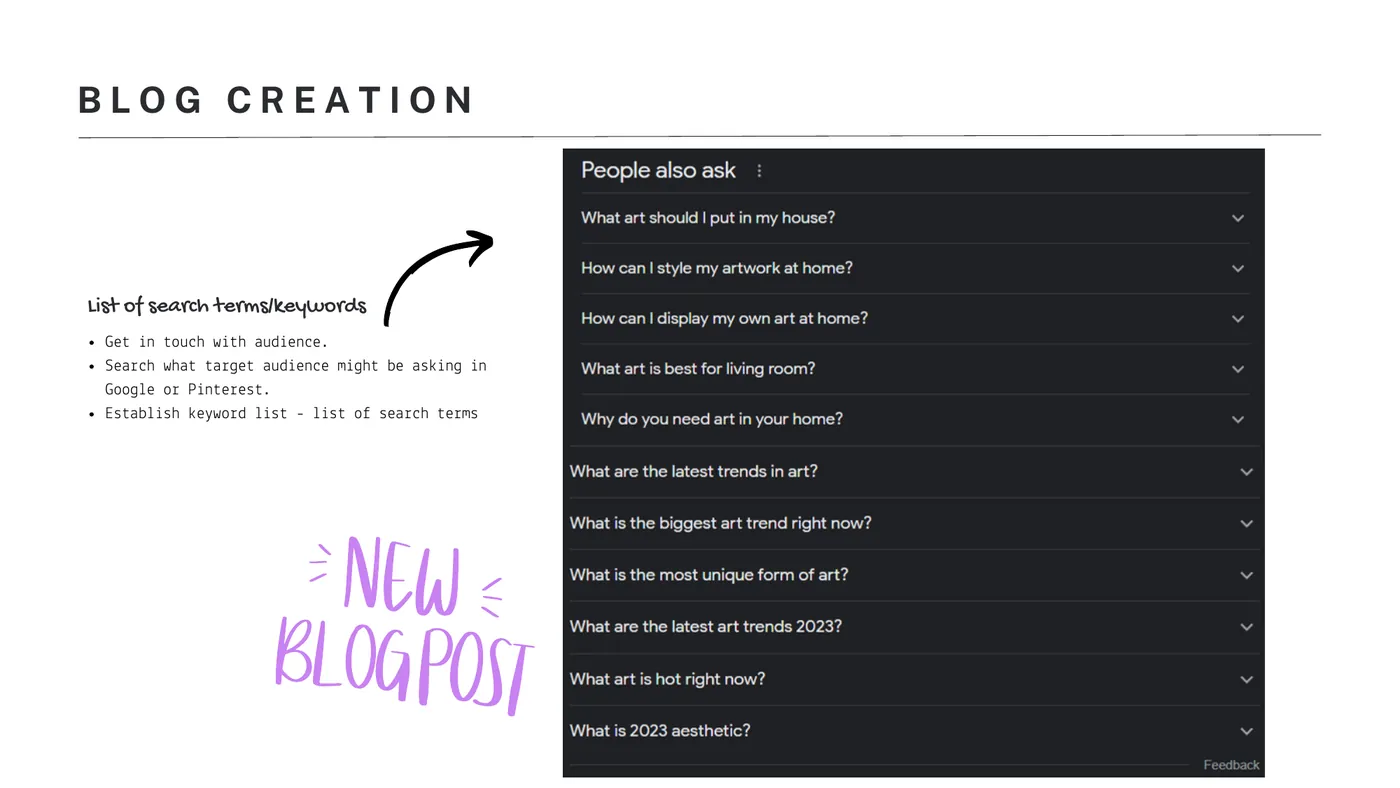 BLOG CREATION
List of search terms/keywords
• Get in touch with audience.
• Search what target audience might be asking in
Google or Pinterest.
• Establish keyword list - list of search terms
NEW
BLOGPOST
People also ask
What art should I put in my house?
How can I style my artwork at home?
How can I display my own art at home?
What art is best for living room?
Why do you need art in your home?
What are the latest trends in art?
What is the biggest art trend right now?
What is the most unique form of art?
What are the latest art trends 2023?
What art is hot right now?
What is 2023 aesthetic?
Feedback